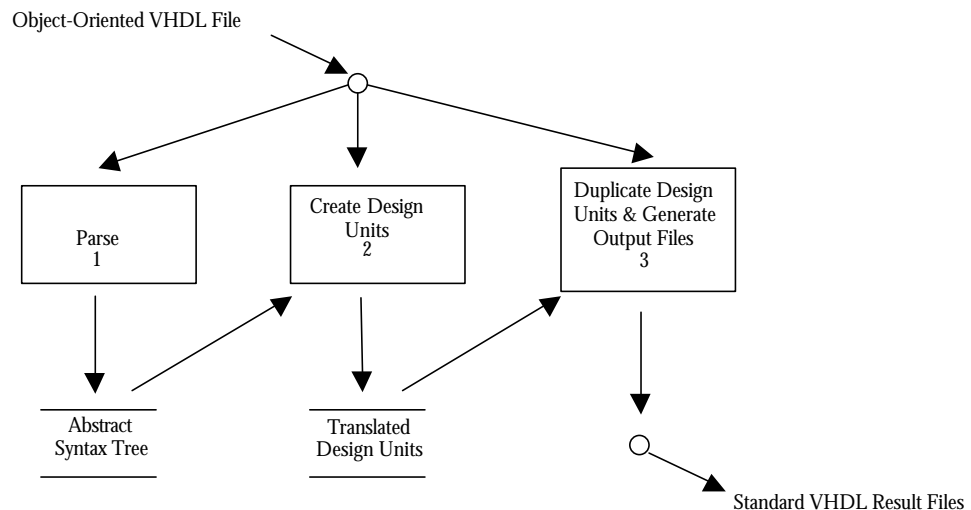 Object-Oriented VHDL File
Parse
1
Create Design
Units
2
Duplicate Design
Units & Generate
Output Files
3
Abstract
Syntax Tree
Translated
Design Units
Standard VHDL Result Files